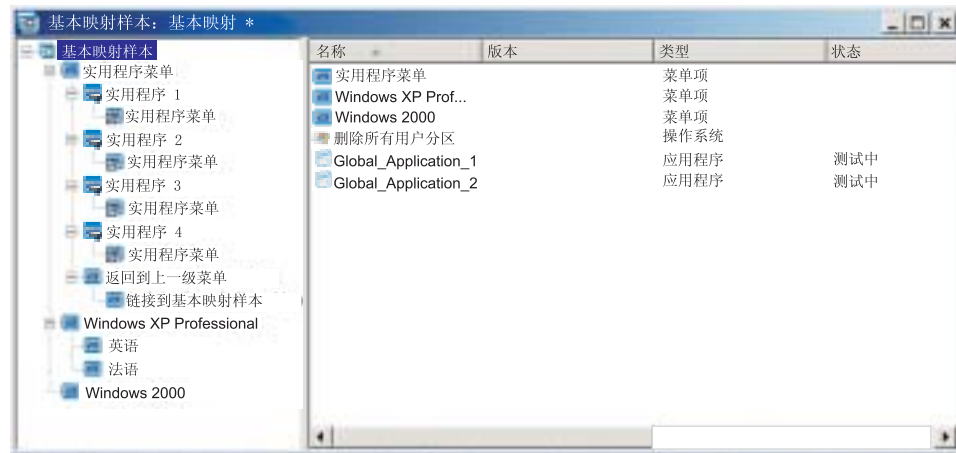 基本映射样本：基本映射 *
基本映射样本
实用程序菜单
实用程序 1
实用程序菜单
实用程序 2
实用程序菜单
实用程序 3
实用程序菜单
实用程序 4
实用程序菜单
返回到上一级菜单
链接到基本映射样本
Windows XP Professional
英语
法语
Windows 2000
名称 版本 类型 状态
实用程序菜单 菜单项
Windows XP Prof... 菜单项
Windows 2000 菜单项
删除所有用户分区 操作系统
Global_Application_1 应用程序 测试中
Global_Application_2 应用程序 测试中